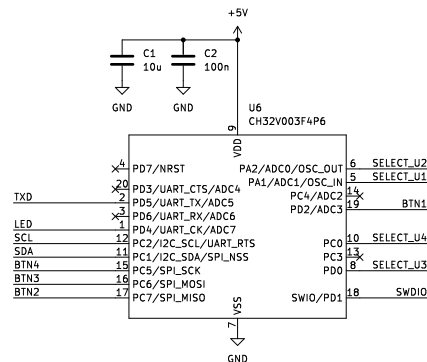 +5V
C1
10u
C2
100n
GND
GND
U6
CH32V003F4P6
9
VDD
4 PD7/NRST
20 PD3/UART_CTS/ADC4
TXD 2 PD5/UART_TX/ADC5
3 PD6/UART_RX/ADC6
LED 1 PD4/UART_CK/ADC7
SCL 12 PC2/I2C_SCL/UART_RTS
SDA 11 PC1/I2C_SDA/SPI_NSS
BTN4 15 PC5/SPI_SCK
BTN3 16 PC6/SPI_MOSI
BTN2 17 PC7/SPI_MISO
PA2/ADC0/OSC_OUT 6 SELECT_U2
PA1/ADC1/OSC_IN 5 SELECT_U1
PC4/ADC2 14
PD2/ADC3 19 BTN1
PC0 10 SELECT_U4
PC3 13
PD0 8 SELECT_U3
SWIO/PD1 18 SWDIO
VSS
7
GND